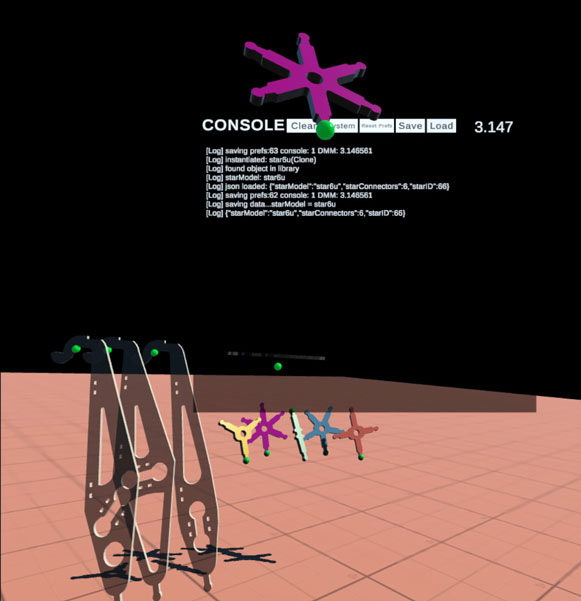 CONSOLE Clear System Reset Prefs Save Load 3.147
[Log] saving prefs:63 console: 1 DMM: 3.146561
[Log] instantiated: star6u(Clone)
[Log] found object in library
[Log] starModel: star6u
[Log] json loaded: {"starModel":"star6u","starConnectors":6,"starID":66}
[Log] saving prefs:62 console: 1 DMM: 3.146561
[Log] saving data...starModel = star6u
[Log] {"starModel":"star6u","starConnectors":6,"starID":66}